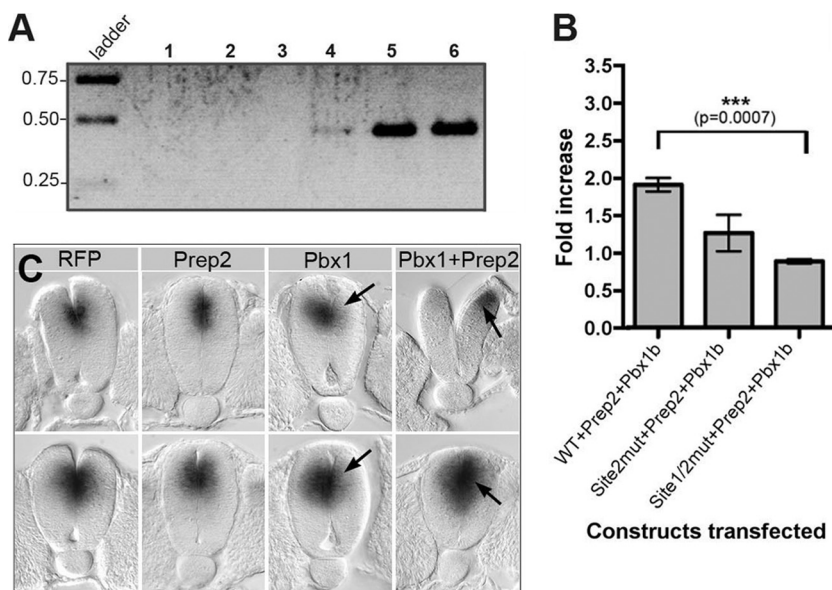 A
ladder 1 2 3 4 5 6
0.75
0.50
0.25
B
3.5
3.0
2.5
2.0
1.5
1.0
0.5
0.0
Fold increase
***
(p=0.0007)
WT+Prep2+Pbx1b
Site2mut+Prep2+Pbx1b
Site1/2mut+Prep2+Pbx1b
Constructs transfected
C
RFP Prep2 Pbx1 Pbx1+Prep2